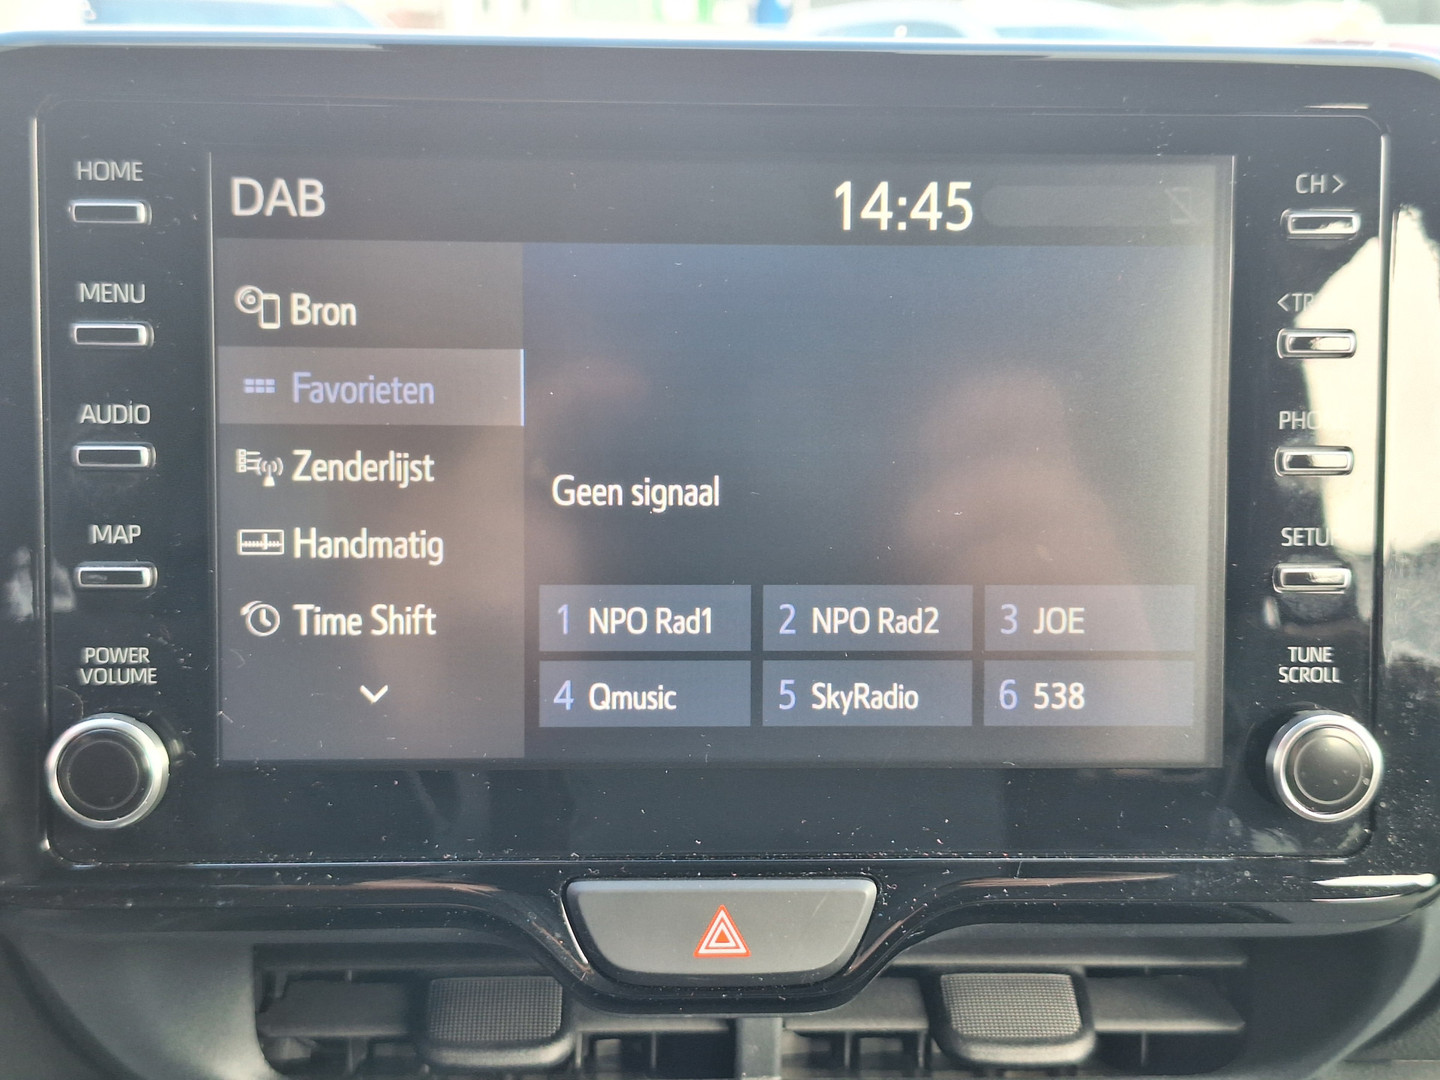 HOME
MENU
AUDIO
MAP
POWER
VOLUME
DAB
14:45
Bron
Favorieten
Zenderlijst
Handmatig
Time Shift
Geen signaal
1 NPO Rad1
2 NPO Rad2
3 JOE
4 Qmusic
5 SkyRadio
6 538
CH >
TUNE
SCROLL